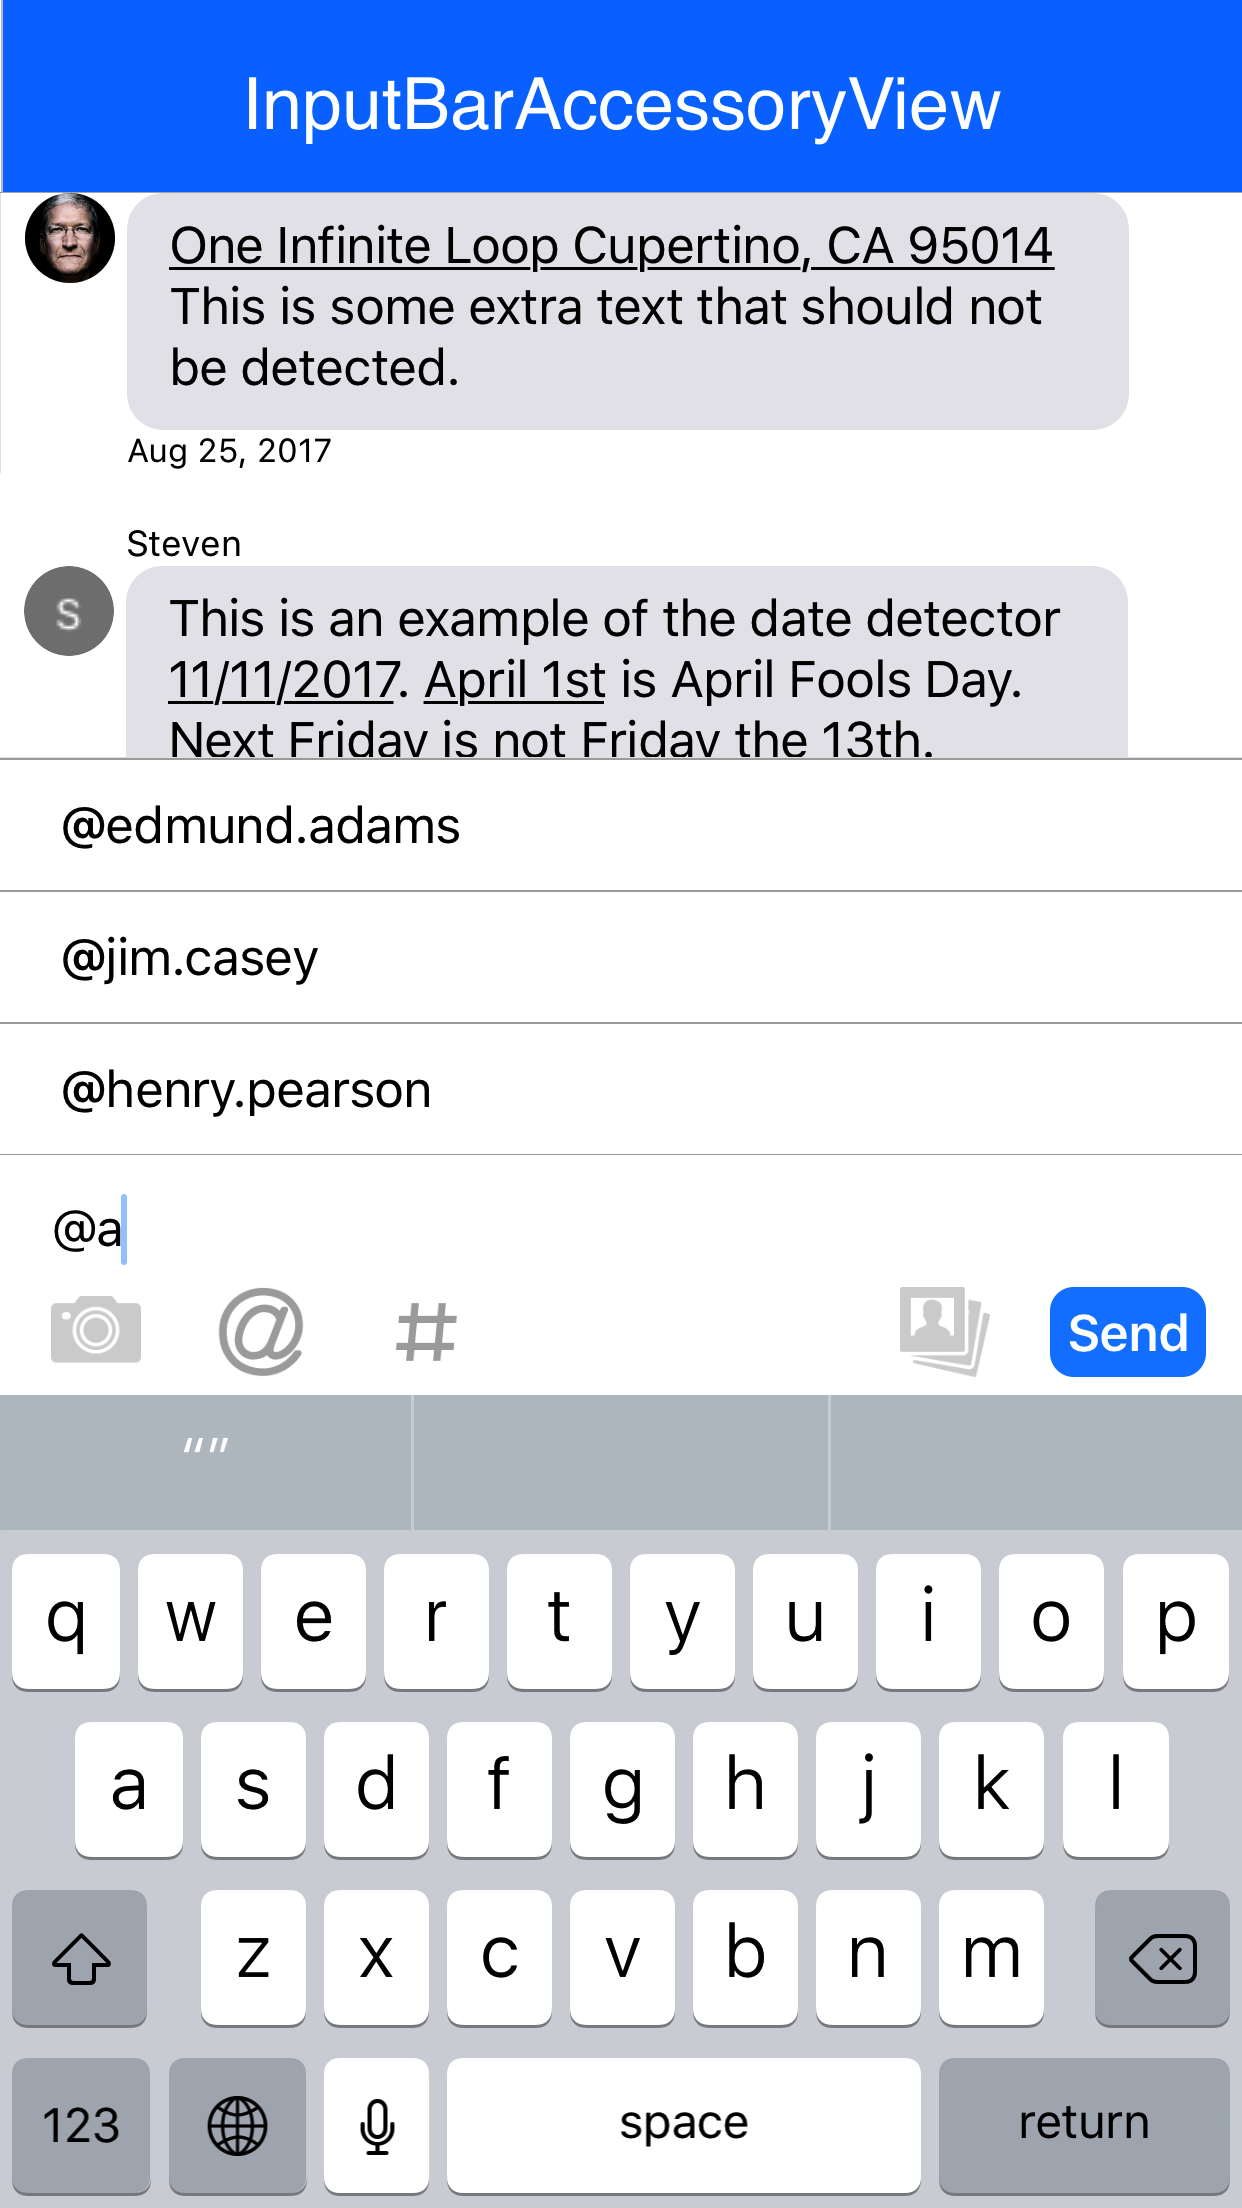 InputBarAccessoryView
One Infinite Loop Cupertino, CA 95014
This is some extra text that should not
be detected.
Aug 25, 2017
Steven
S
This is an example of the date detector
11/11/2017. April 1st is April Fools Day.
Next Friday is not Friday the 13th.
@edmund.adams
@jim.casey
@henry.pearson
@a
@ #
Send
“”
q w e r t y u i o p
a s d f g h j k l
z x c v b n m
123 space return